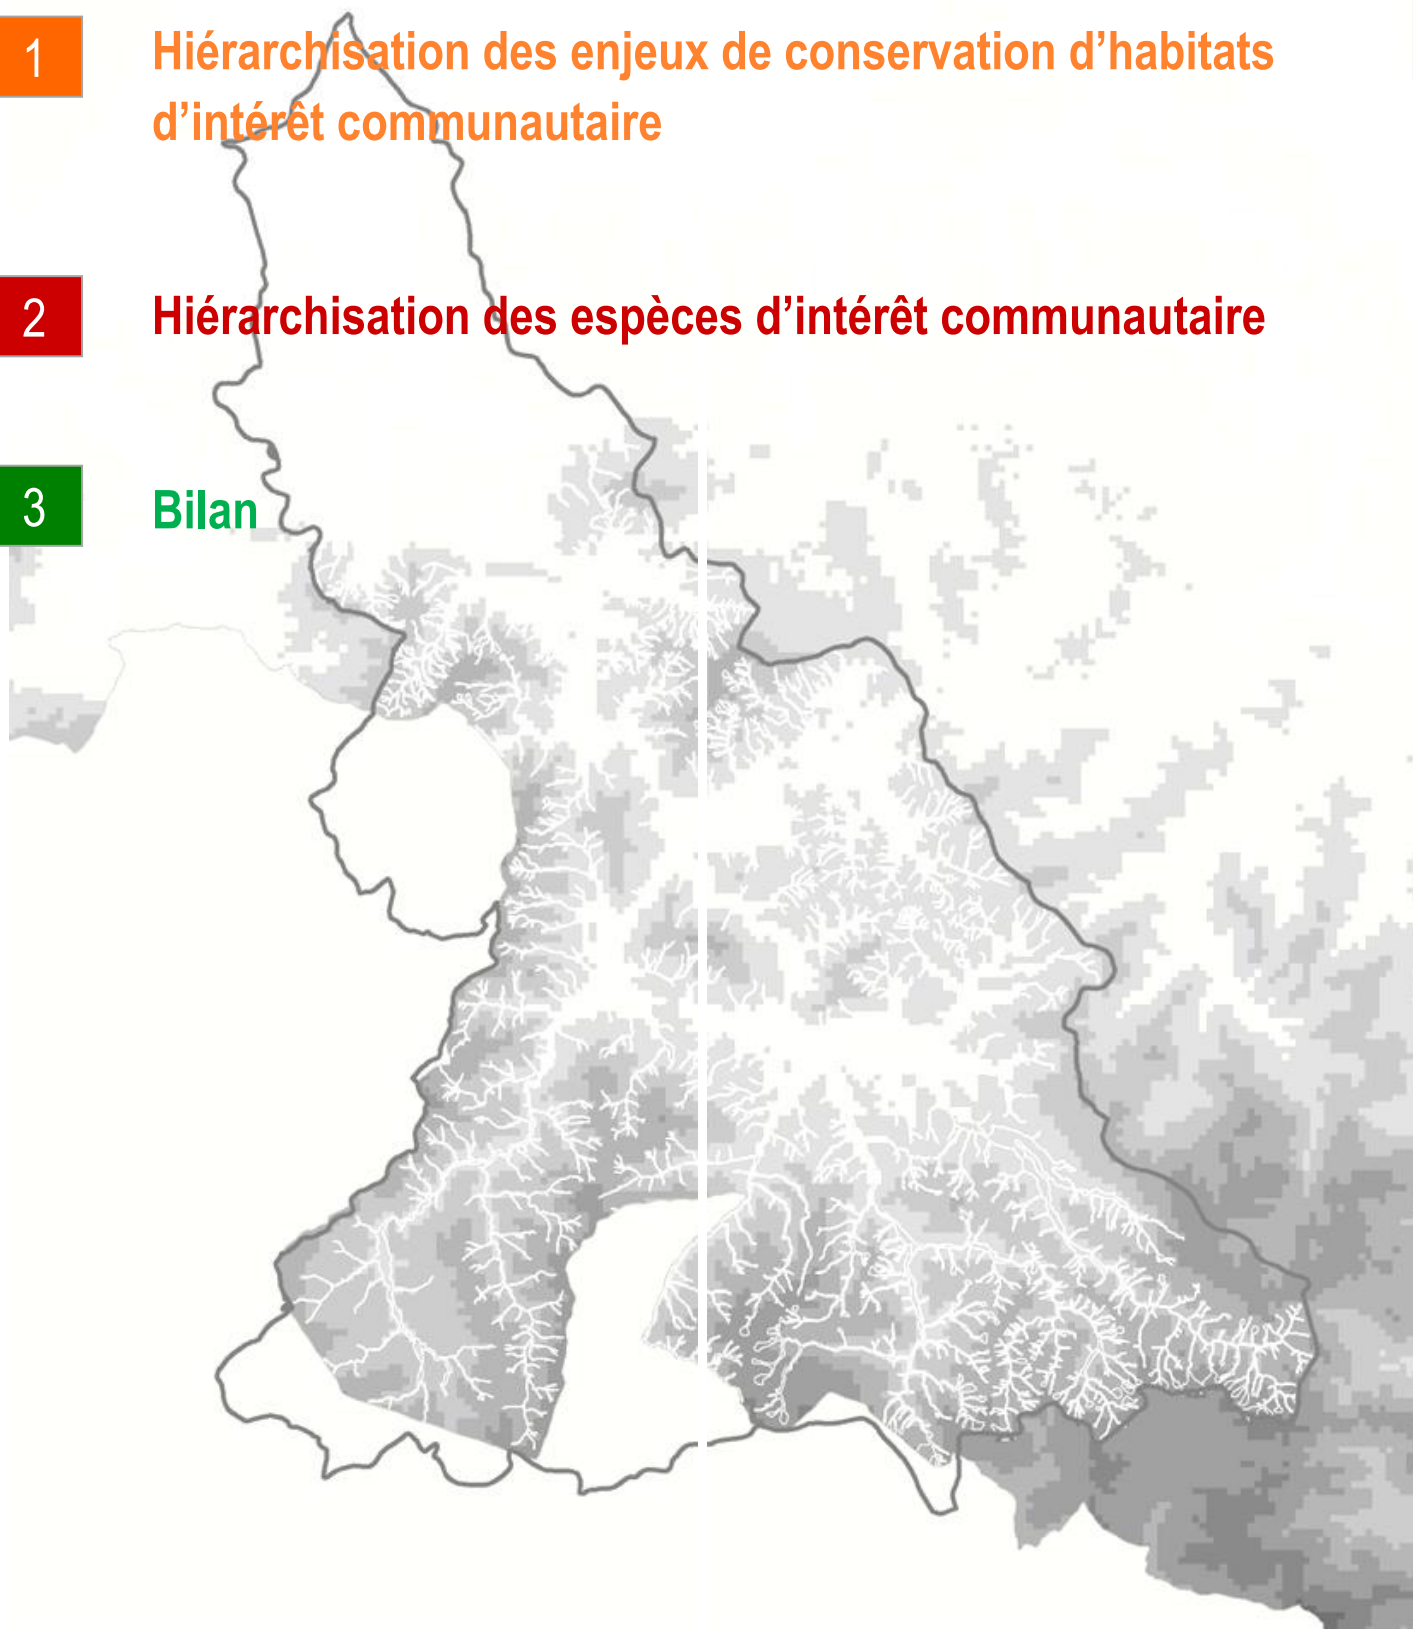 1
Hiérarchisation des enjeux de conservation d’habitats
d’intérêt communautaire
2
Hiérarchisation des espèces d’intérêt communautaire
3
Bilan